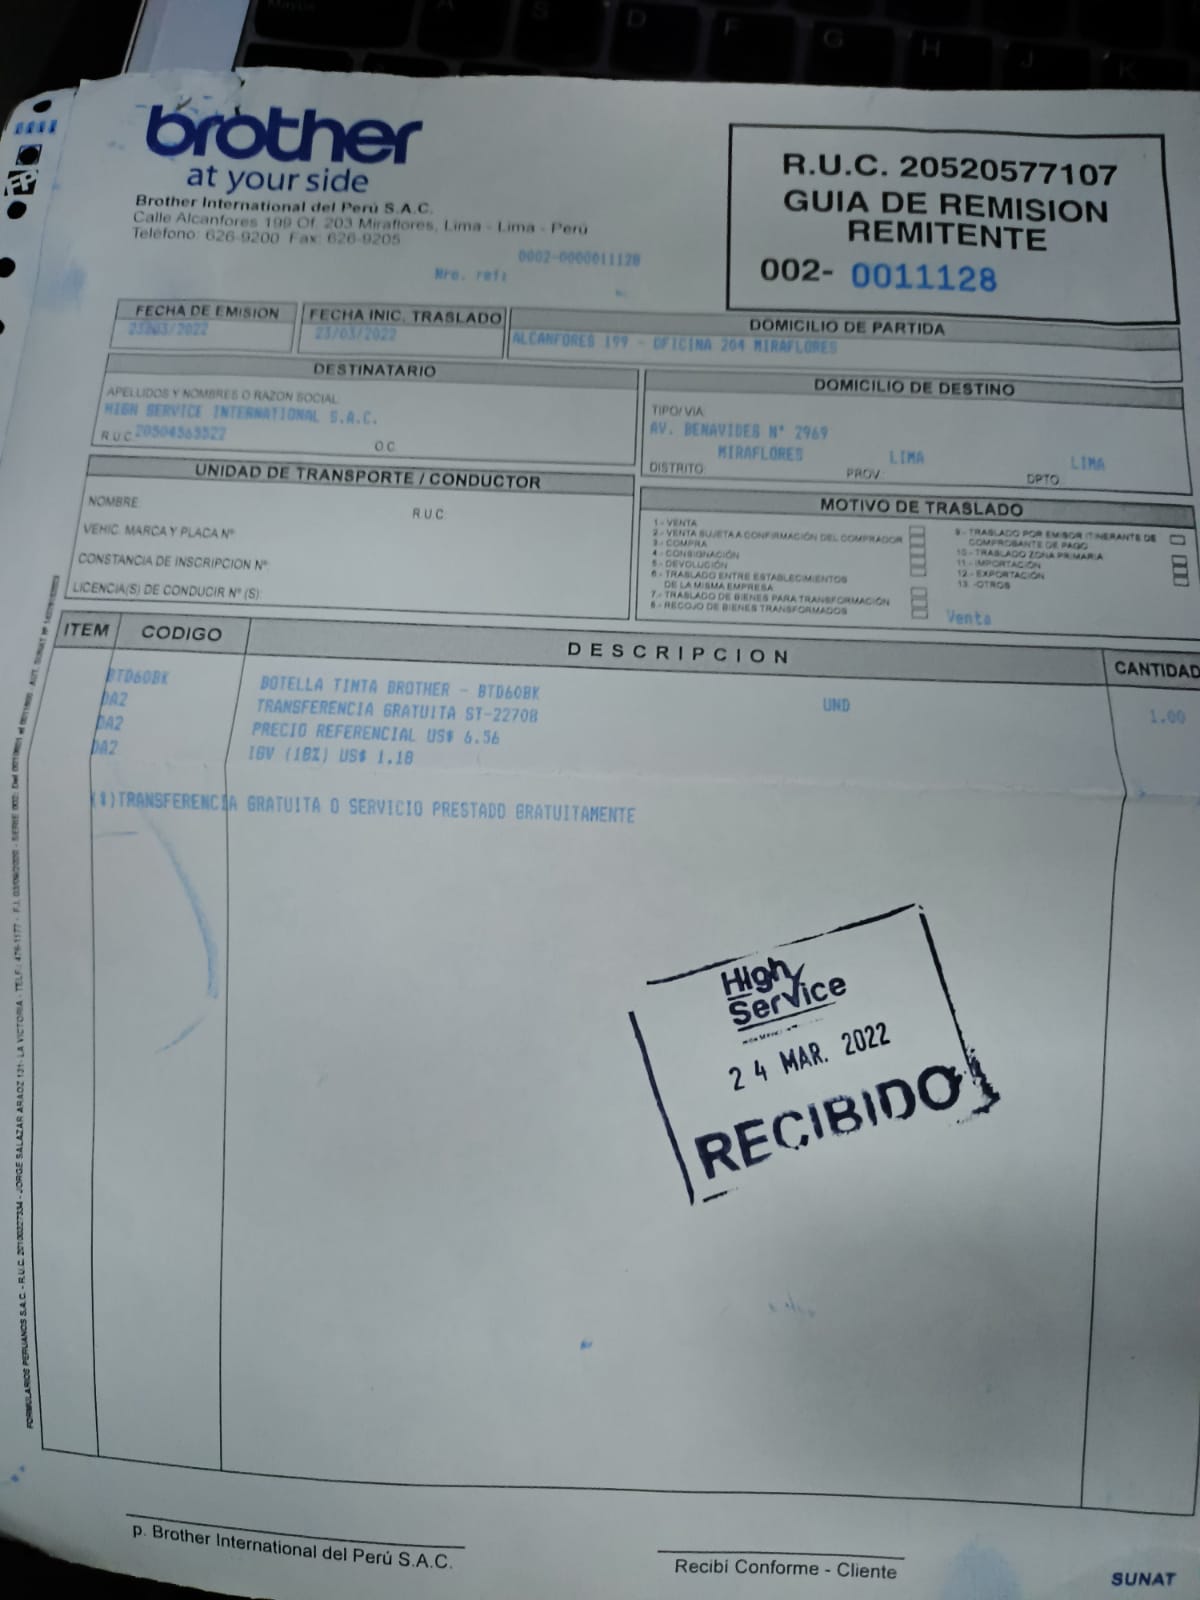 brother
at your side
Brother International del Perú S.A.C.
Calle Alcanfores 199 Of. 203 Miraflores, Lima - Lima - Perú
Teléfono: 626-9200 Fax: 626-9205
0002-0000011128
Nro. ref:
R.U.C. 20520577107
GUIA DE REMISION
REMITENTE
002- 0011128
FECHA DE EMISION
23/03/2022
FECHA INIC. TRASLADO
23/03/2022
DOMICILIO DE PARTIDA
ALCANFORES 199 - OFICINA 204 MIRAFLORES
DESTINATARIO
APELLIDOS Y NOMBRES O RAZON SOCIAL
HIGH SERVICE INTERNATIONAL S.A.C.
R.U.C. 20504565522
O.C.
DOMICILIO DE DESTINO
TIPO/VIA
AV. BENAVIDES N° 2969
MIRAFLORES LIMA LIMA
DISTRITO PROV. DPTO.
UNIDAD DE TRANSPORTE / CONDUCTOR
NOMBRE R.U.C.
VEHIC. MARCA Y PLACA N°
CONSTANCIA DE INSCRIPCION N°
LICENCIA(S) DE CONDUCIR N° (S):
MOTIVO DE TRASLADO
1.- VENTA
2.- VENTA SUJETA A CONFIRMACIÓN DEL COMPRADOR
3.- COMPRA
4.- CONSIGNACIÓN
5.- DEVOLUCIÓN
6.- TRASLADO ENTRE ESTABLECIMIENTOS
DE LA MISMA EMPRESA
7.- TRASLADO DE BIENES PARA TRANSFORMACIÓN
8.- RECOJO DE BIENES TRANSFORMADOS
9.- TRASLADO POR EMISOR ITINERANTE DE
COMPROBANTE DE PAGO
10.- TRASLADO ZONA PRIMARIA
11.- IMPORTACIÓN
12.- EXPORTACIÓN
13.-OTROS
Venta
ITEM CODIGO DESCRIPCION CANTIDAD
BTD60BK BOTELLA TINTA BROTHER - BTD60BK UND 1.00
DA2 TRANSFERENCIA GRATUITA ST-22708
DA2 PRECIO REFERENCIAL US$ 6.56
DA2 IGV (18%) US$ 1.18
(*)TRANSFERENCIA GRATUITA O SERVICIO PRESTADO GRATUITAMENTE
High
Service
24 MAR. 2022
RECIBIDO
p. Brother International del Perú S.A.C.
Recibí Conforme - Cliente
SUNAT